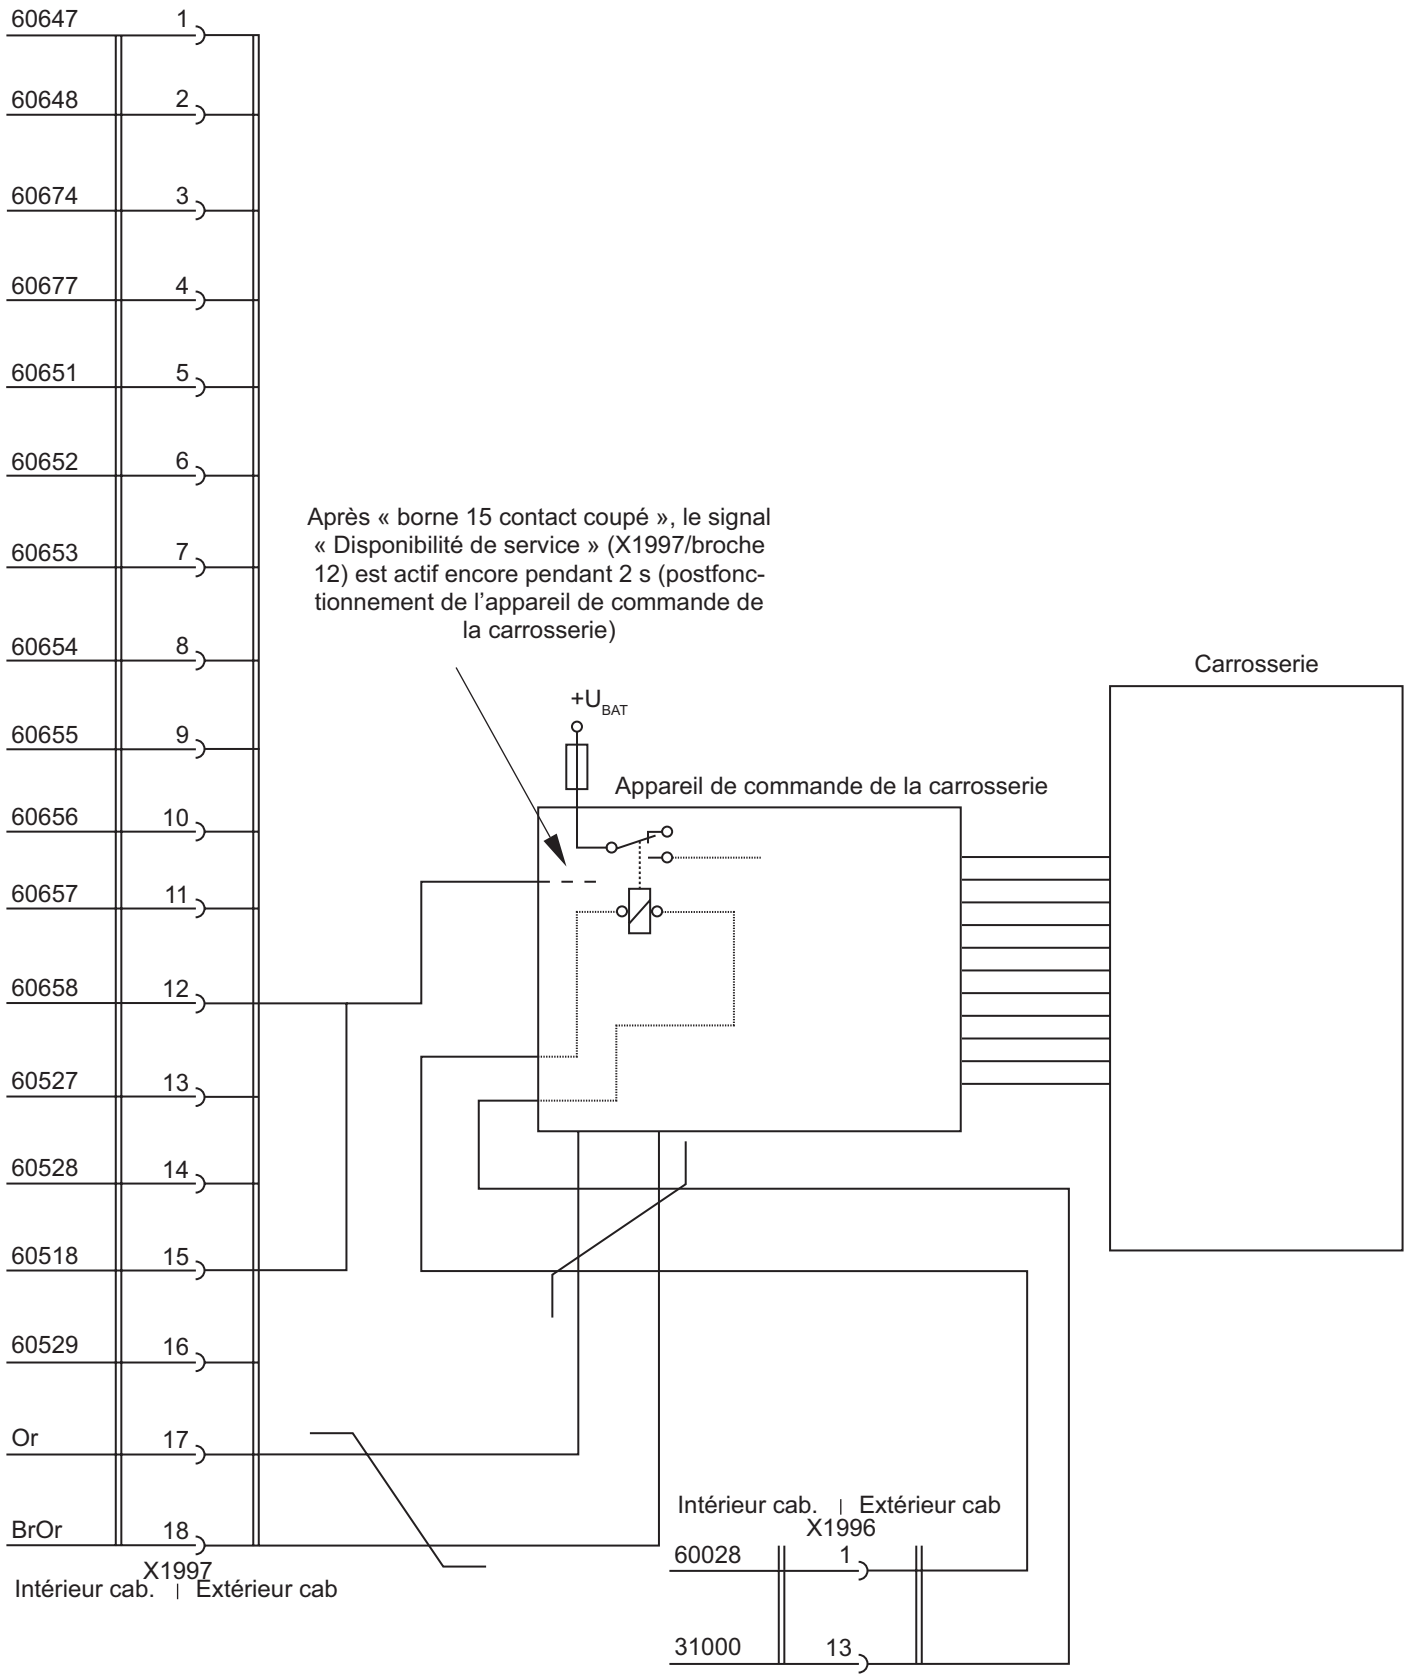 60647 1
60648 2
60674 3
60677 4
60651 5
60652 6
Après « borne 15 contact coupé », le signal
« Disponibilité de service » (X1997/broche
12) est actif encore pendant 2 s (postfonc-
tionnement de l’appareil de commande de
la carrosserie)
60653 7
60654 8
Carrosserie
+UBAT
60655 9
Appareil de commande de la carrosserie
60656 10
60657 11
60658 12
60527 13
60528 14
60518 15
60529 16
Or 17
BrOr 18
X1997
Intérieur cab. | Extérieur cab
Intérieur cab. | Extérieur cab
X1996
60028 1
31000 13